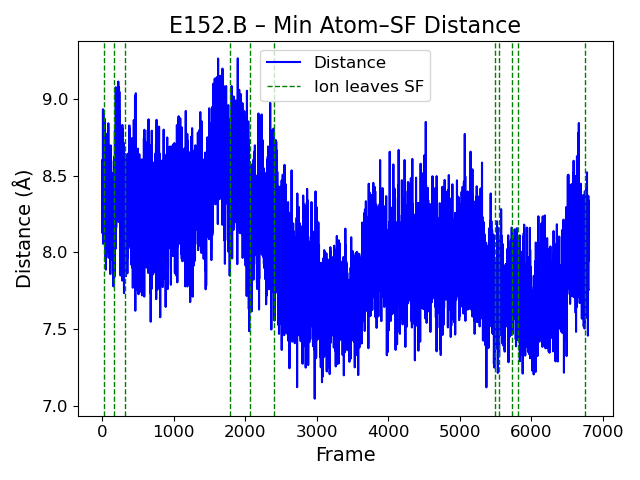 E152.B – Min Atom–SF Distance
Distance
Ion leaves SF
Distance (Å)
9.0
8.5
8.0
7.5
7.0
0 1000 2000 3000 4000 5000 6000 7000
Frame